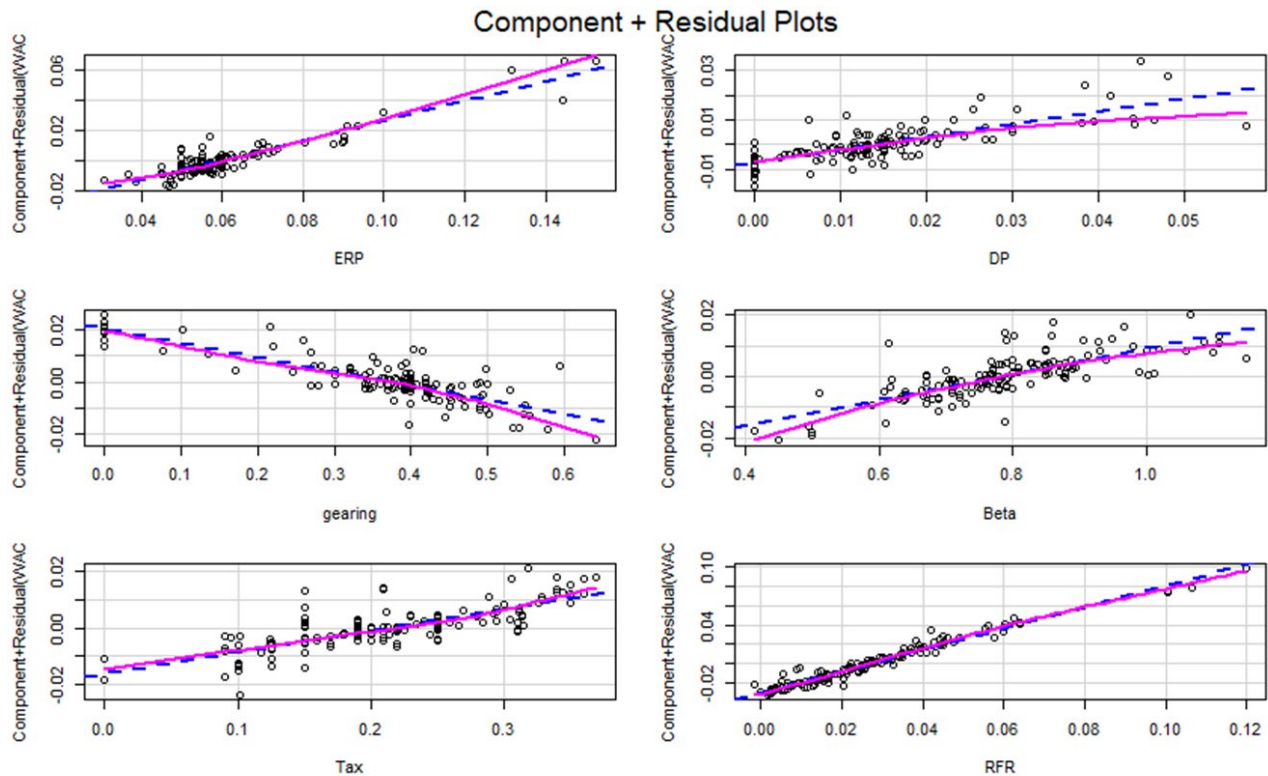 Component + Residual Plots
Component+Residual(WAC
0.06
0.02
-0.02
0.04 0.06 0.08 0.10 0.12 0.14
ERP
Component+Residual(WAC
0.03
0.01
-0.01
0.00 0.01 0.02 0.03 0.04 0.05
DP
Component+Residual(WAC
0.02
0.00
-0.02
0.0 0.1 0.2 0.3 0.4 0.5 0.6
gearing
Component+Residual(WAC
0.02
0.00
-0.02
0.4 0.6 0.8 1.0
Beta
Component+Residual(WAC
0.02
0.00
-0.02
0.0 0.1 0.2 0.3
Tax
Component+Residual(WAC
0.10
0.04
-0.02
0.00 0.02 0.04 0.06 0.08 0.10 0.12
RFR